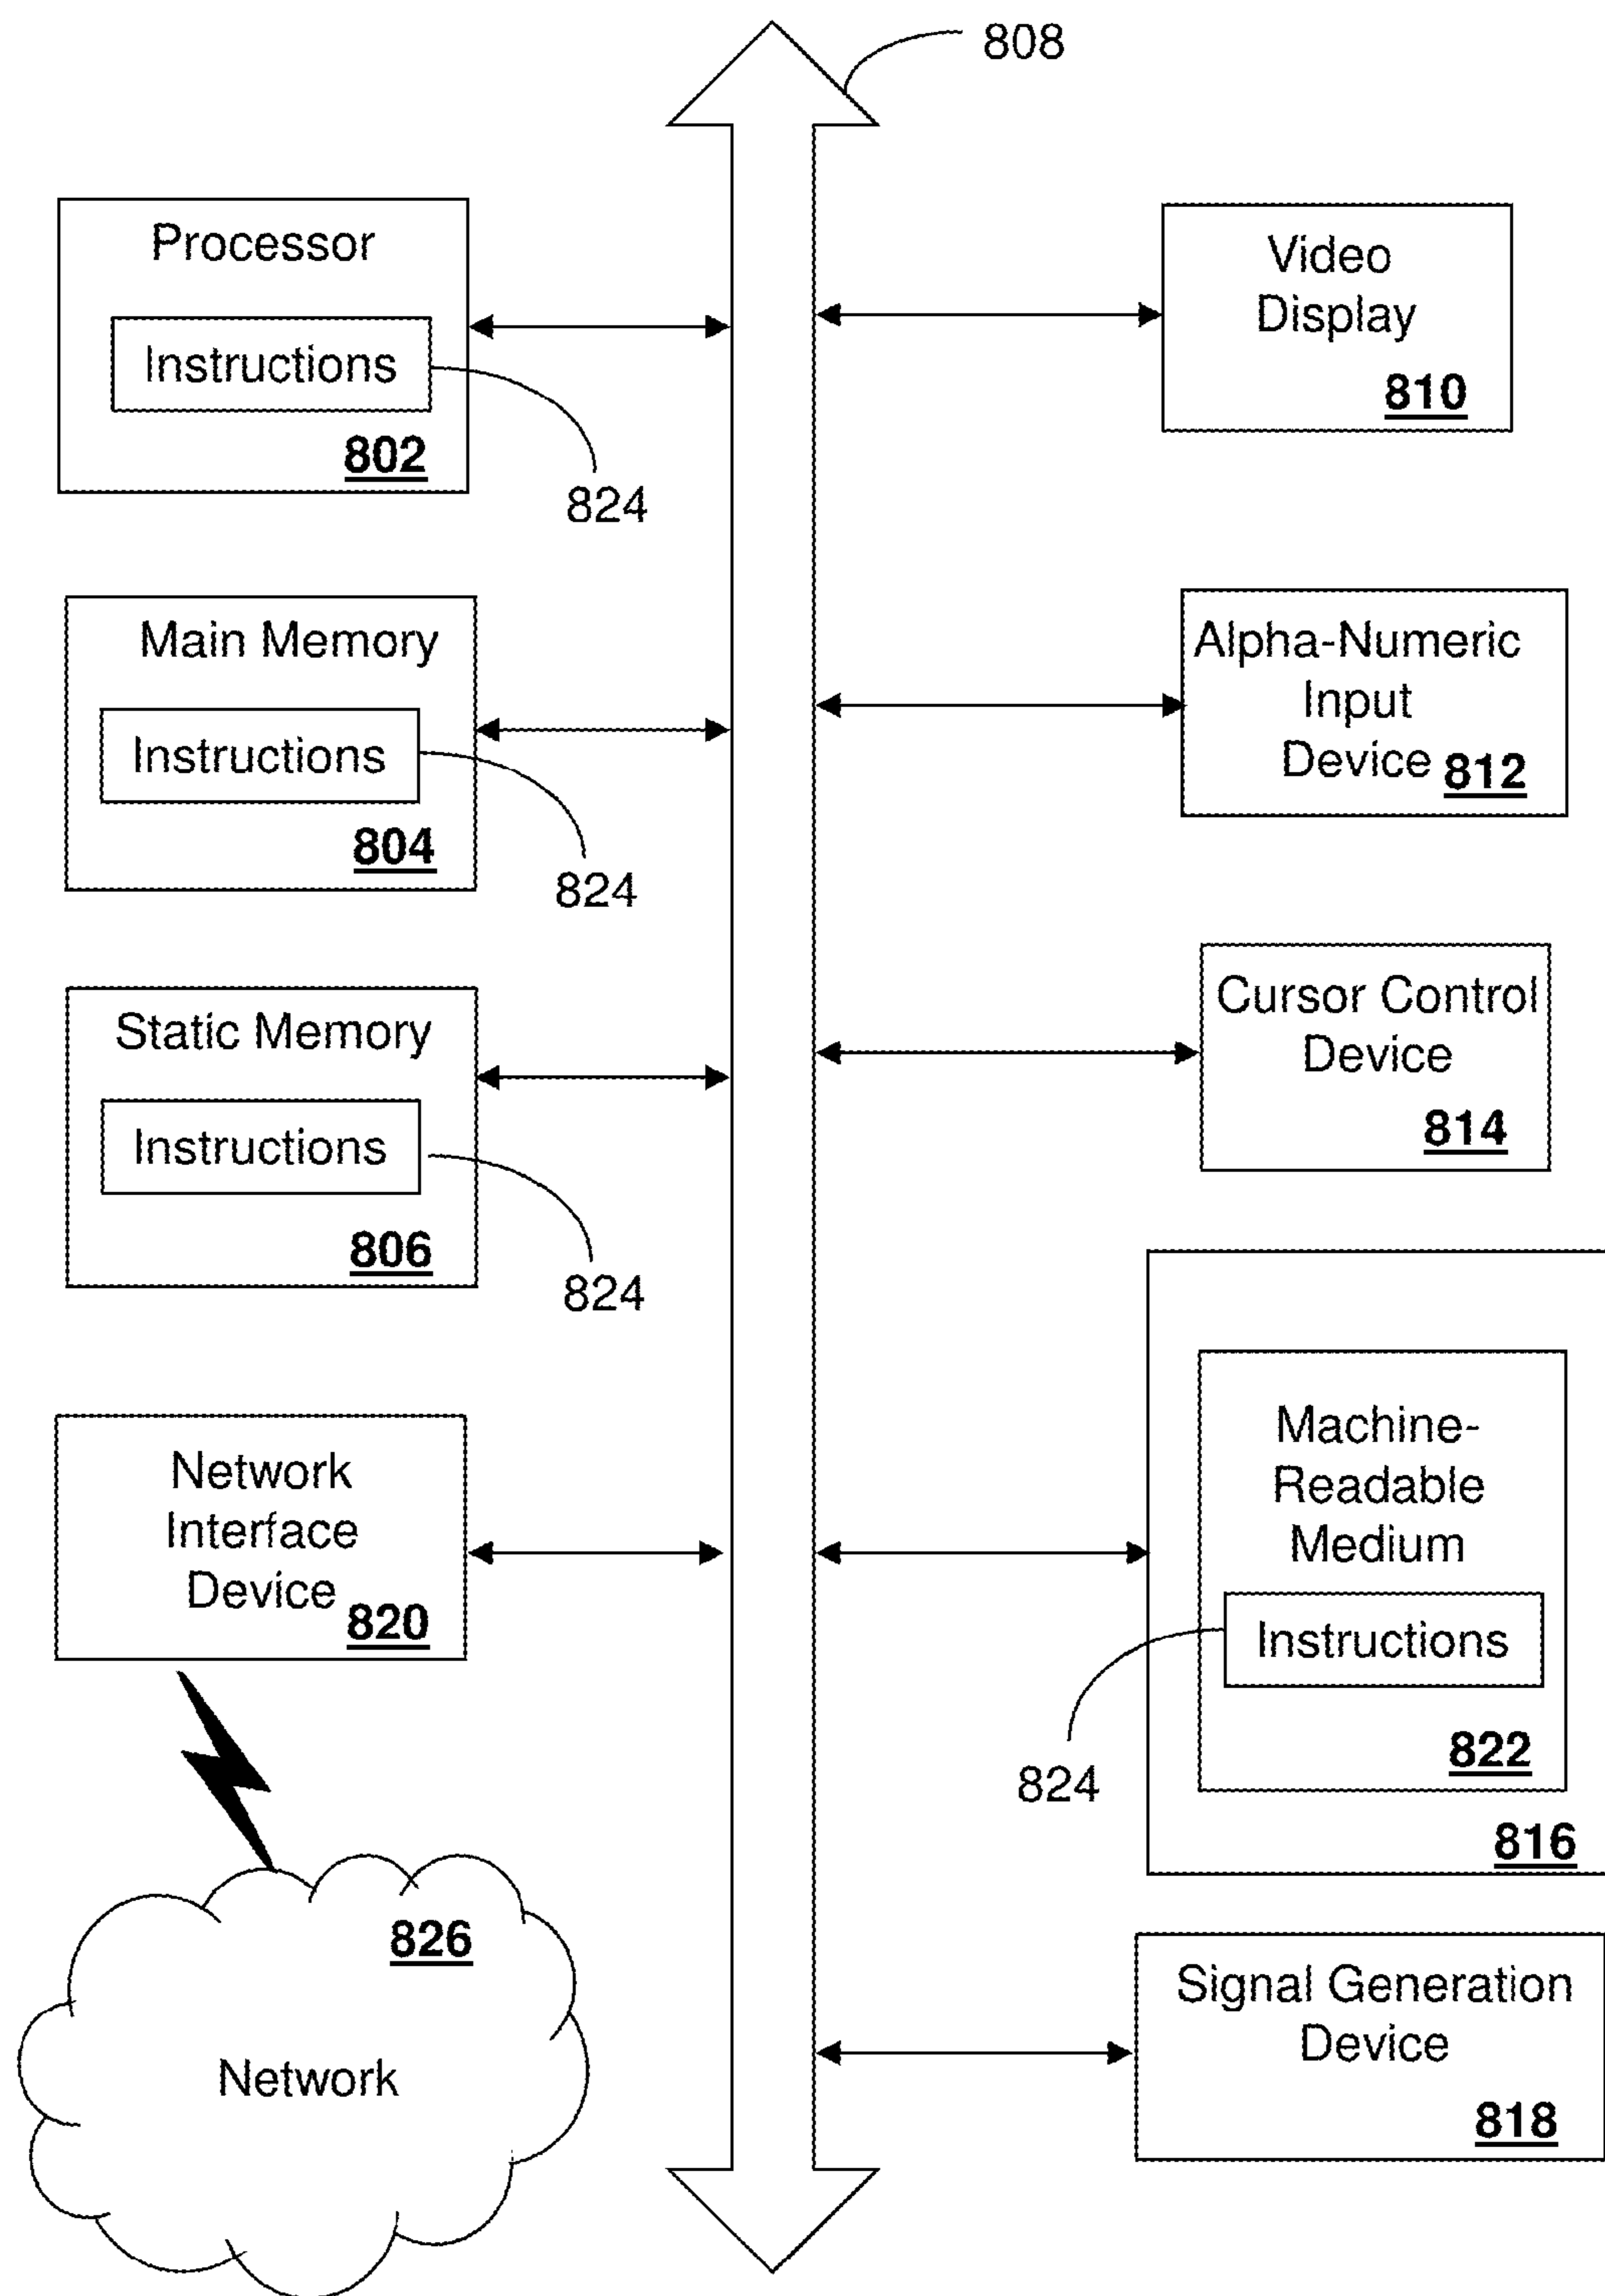 808
Processor
Instructions
802
824
Main Memory
Instructions
804
824
Static Memory
Instructions
806
824
Network
Interface
Device
820
826
Network
Video
Display
810
Alpha-Numeric
Input
Device 812
Cursor Control
Device
814
Machine-
Readable
Medium
Instructions
822
824
816
Signal Generation
Device
818